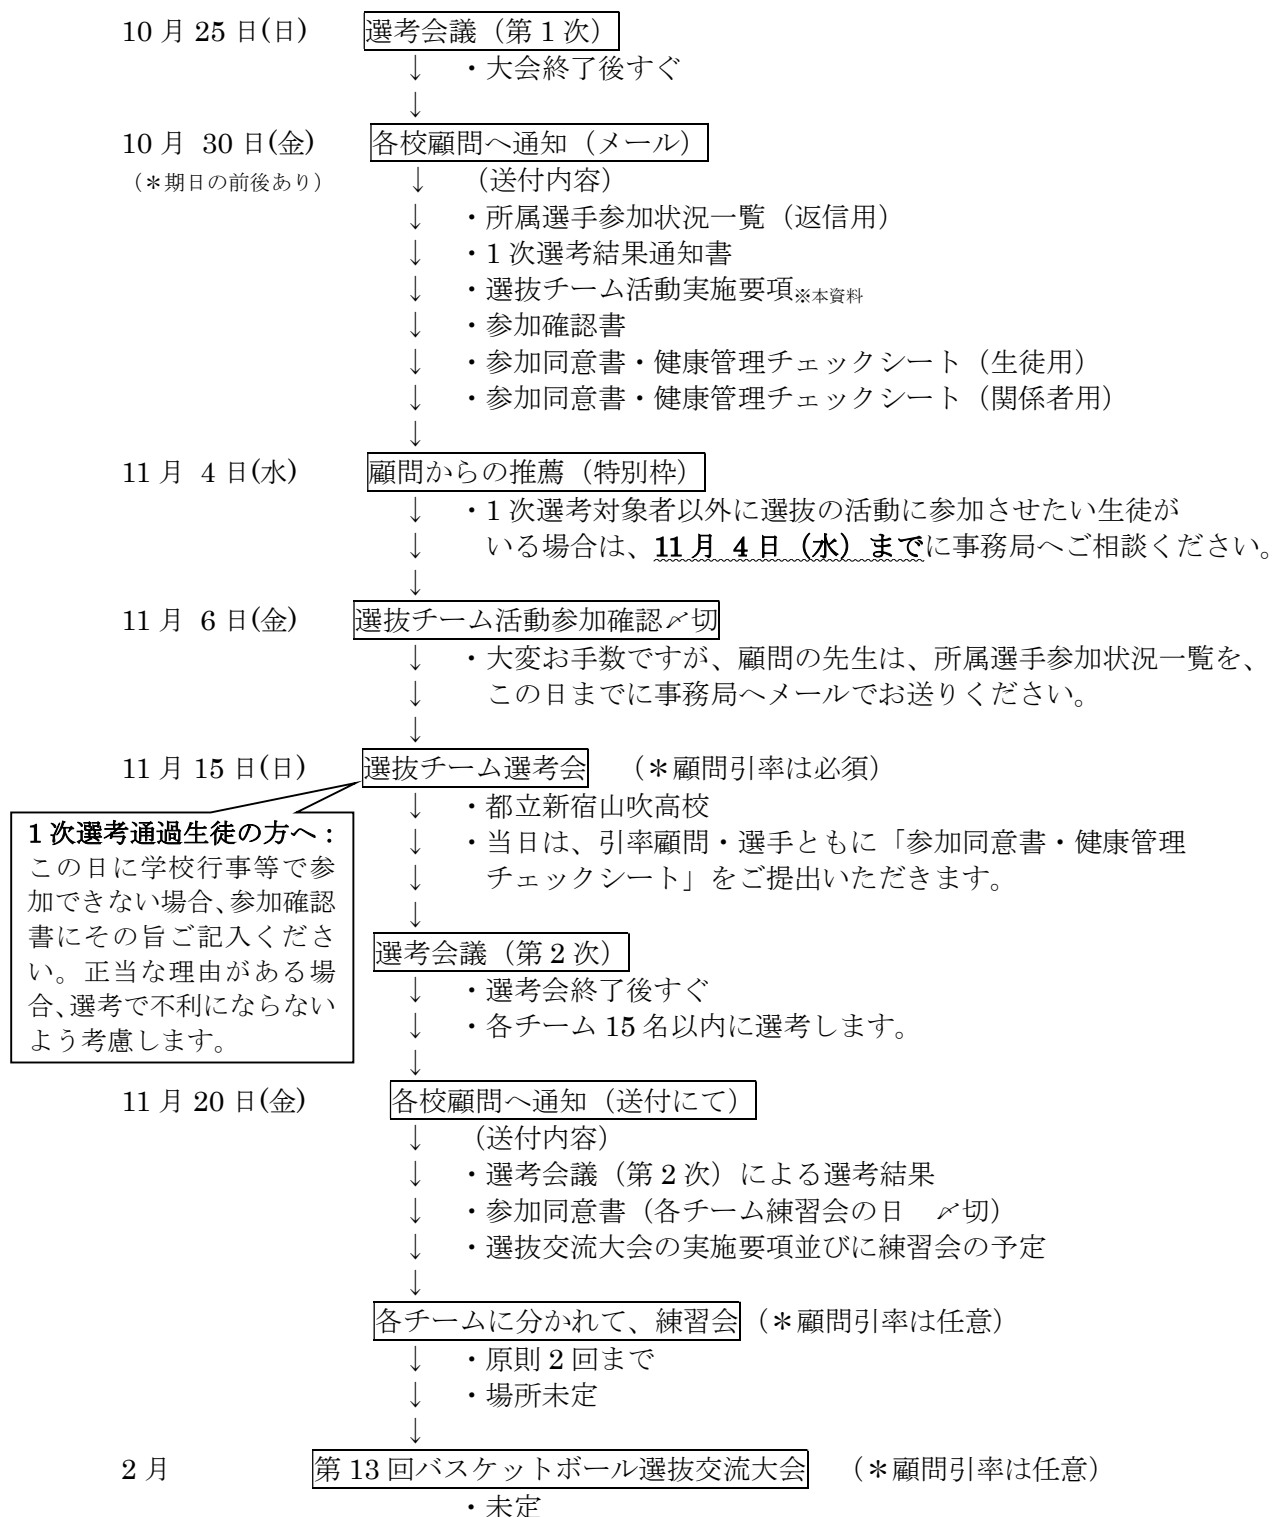 10月 25日(日) 選考会議（第1次）
↓ ・大会終了後すぐ
↓
10月 30日(金) 各校顧問へ通知（メール）
（＊期日の前後あり） ↓ （送付内容）
↓ ・所属選手参加状況一覧（返信用）
↓ ・1次選考結果通知書
↓ ・選抜チーム活動実施要項※本資料
↓ ・参加確認書
↓ ・参加同意書・健康管理チェックシート（生徒用）
↓ ・参加同意書・健康管理チェックシート（関係者用）
↓
11月 4日(水) 顧問からの推薦（特別枠）
↓ ・1次選考対象者以外に選抜の活動に参加させたい生徒が
↓ いる場合は、11月 4日（水）までに事務局へご相談ください。
↓
11月 6日(金) 選抜チーム活動参加確認〆切
↓ ・大変お手数ですが、顧問の先生は、所属選手参加状況一覧を、
↓ この日までに事務局へメールでお送りください。
↓
11月 15日(日) 選抜チーム選考会 （＊顧問引率は必須）
↓ ・都立新宿山吹高校
↓ ・当日は、引率顧問・選手ともに「参加同意書・健康管理
↓ チェックシート」をご提出いただきます。
↓
1次選考通過生徒の方へ：
この日に学校行事等で参
加できない場合、参加確認
書にその旨ご記入くださ
い。正当な理由がある場
合、選考で不利にならない
よう考慮します。
選考会議（第2次）
↓ ・選考会終了後すぐ
↓ ・各チーム15名以内に選考します。
↓
11月 20日(金) 各校顧問へ通知（送付にて）
↓ （送付内容）
↓ ・選考会議（第2次）による選考結果
↓ ・参加同意書（各チーム練習会の日　〆切）
↓ ・選抜交流大会の実施要項並びに練習会の予定
↓
各チームに分かれて、練習会（＊顧問引率は任意）
↓ ・原則2回まで
↓ ・場所未定
↓
2月 第13回バスケットボール選抜交流大会 （＊顧問引率は任意）
・未定